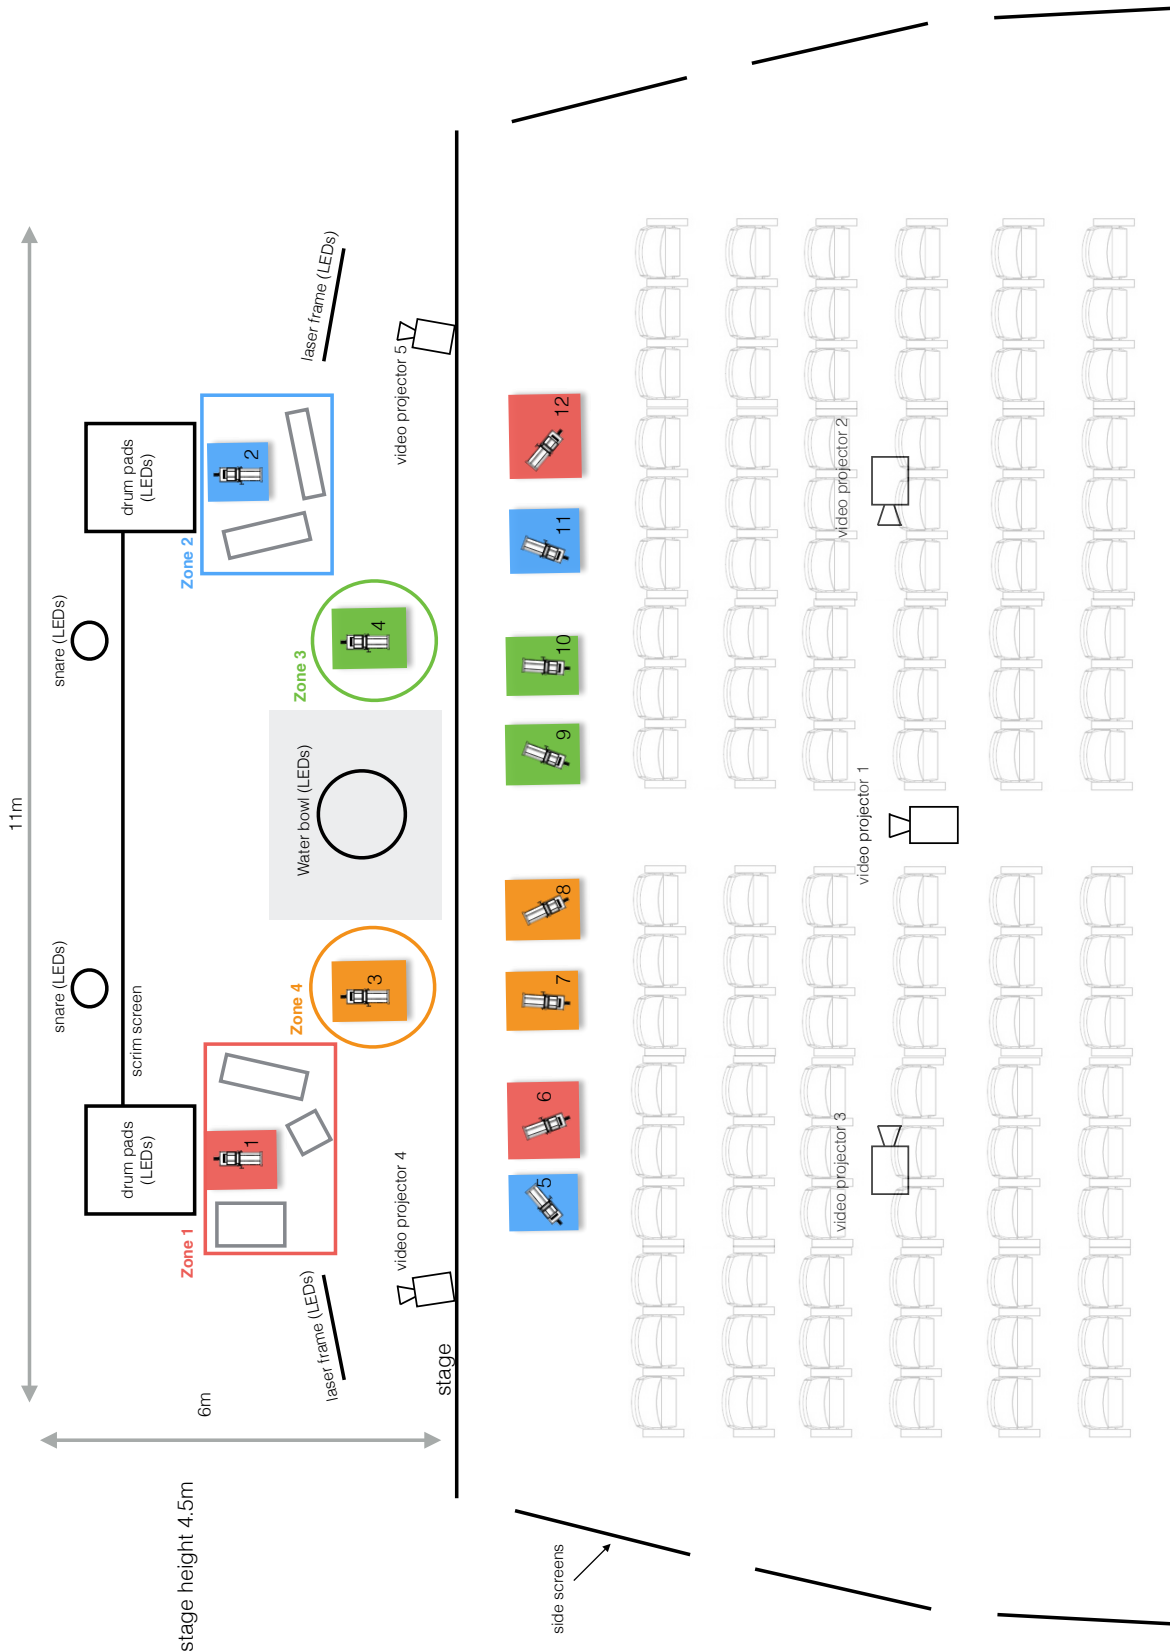 stage height 4.5m
6m
11m
snare (LEDs)
snare (LEDs)
scrim screen
drum pads
(LEDs)
drum pads
(LEDs)
Zone 1
Zone 2
1
2
laser frame (LEDs)
laser frame (LEDs)
Zone 4
Zone 3
3
4
Water bowl (LEDs)
video projector 4
video projector 5
stage
side screens
5
6
7
8
9
10
11
12
video projector 3
video projector 1
video projector 2